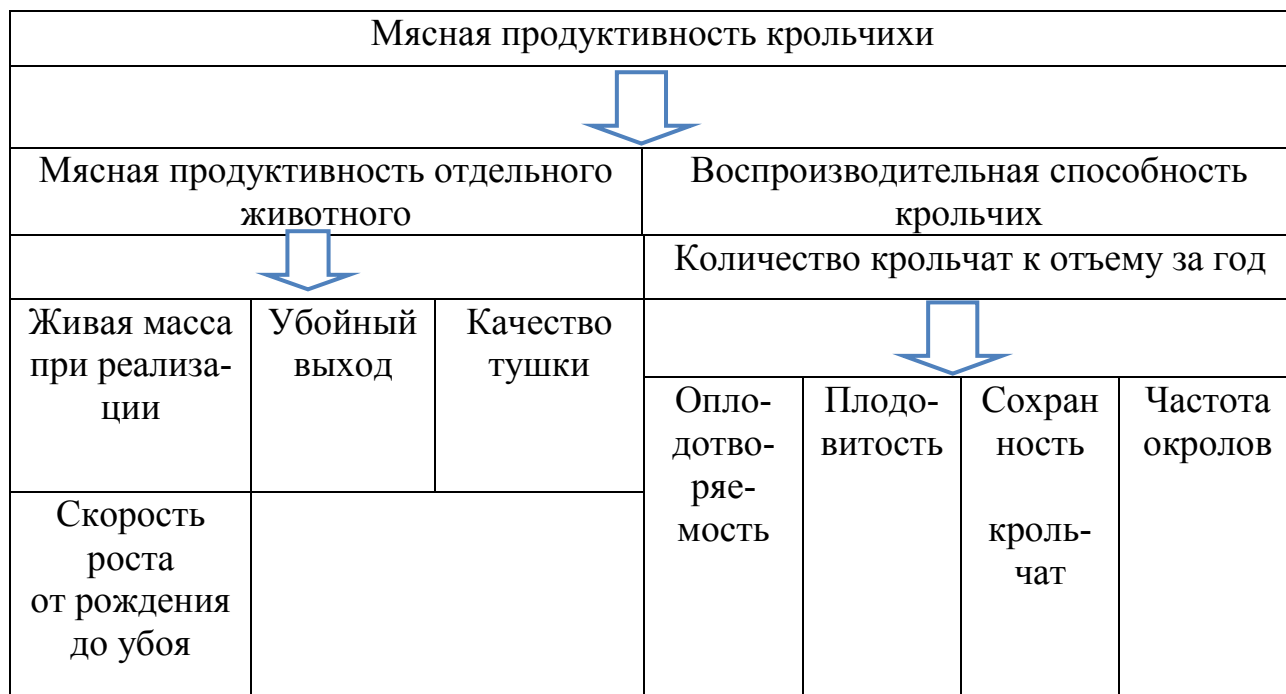 Мясная продуктивность крольчихи
Мясная продуктивность отдельного
животного
Воспроизводительная способность
крольчих
Количество крольчат к отъему за год
Живая масса
при реализа-
ции
Убойный
выход
Качество
тушки
Опло-
дотво-
ряе-
мость
Плодо-
витость
Сохран
ность
кроль-
чат
Частота
окролов
Скорость
роста
от рождения
до убоя